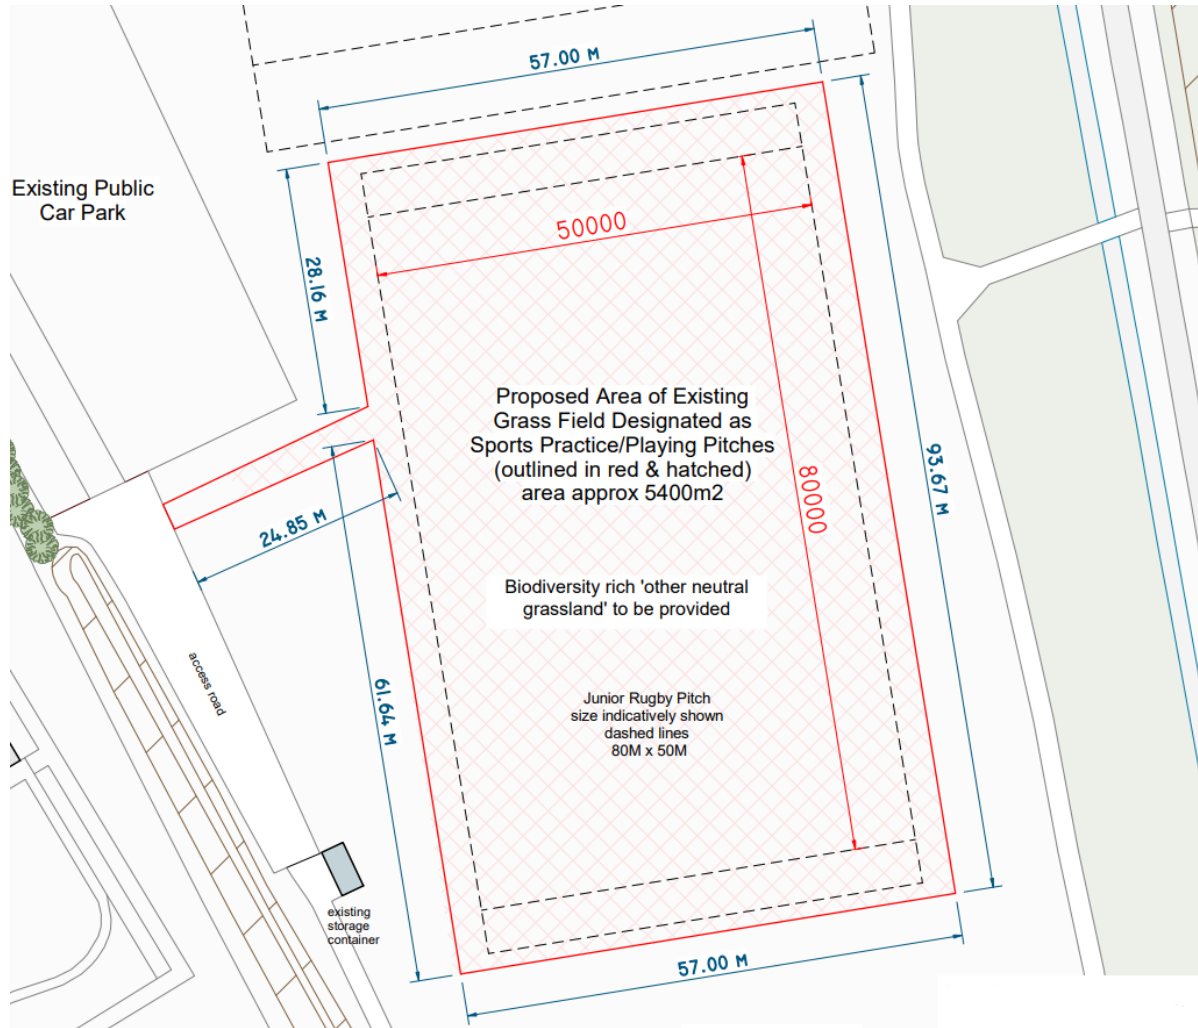 57.00 M
Existing Public
Car Park
50000
28.16 M
Proposed Area of Existing
Grass Field Designated as
Sports Practice/Playing Pitches
(outlined in red & hatched)
area approx 5400m2
93.67 M
80000
24.85 M
Biodiversity rich 'other neutral
grassland' to be provided
access road
61.64 M
Junior Rugby Pitch
size indicatively shown
dashed lines
80M x 50M
existing
storage
container
57.00 M